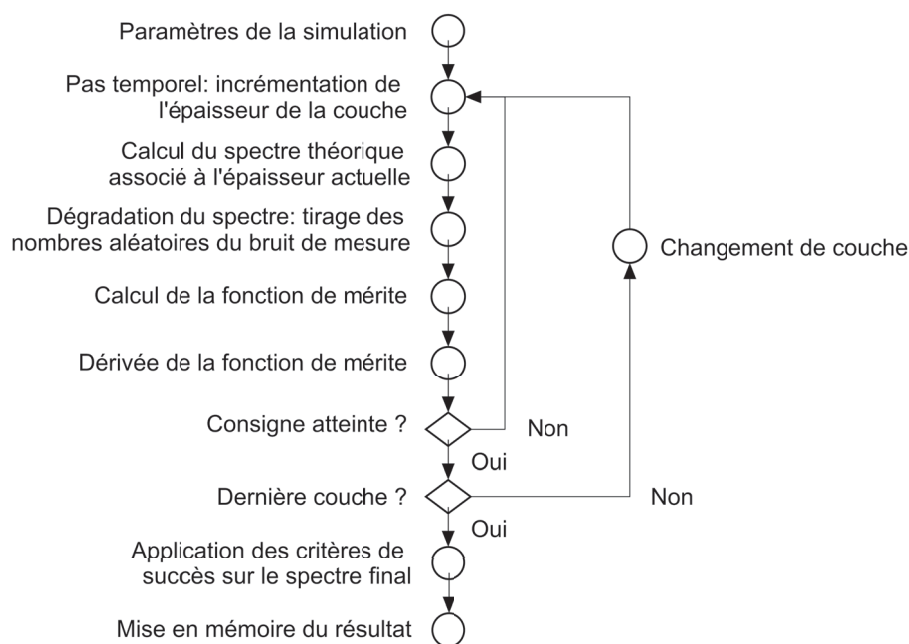 Paramètres de la simulation
Pas temporel: incrémentation de
l'épaisseur de la couche
Calcul du spectre théorique
associé à l'épaisseur actuelle
Dégradation du spectre: tirage des
nombres aléatoires du bruit de mesure
Changement de couche
Calcul de la fonction de mérite
Dérivée de la fonction de mérite
Consigne atteinte ?
Non
Oui
Dernière couche ?
Non
Oui
Application des critères de
succès sur le spectre final
Mise en mémoire du résultat